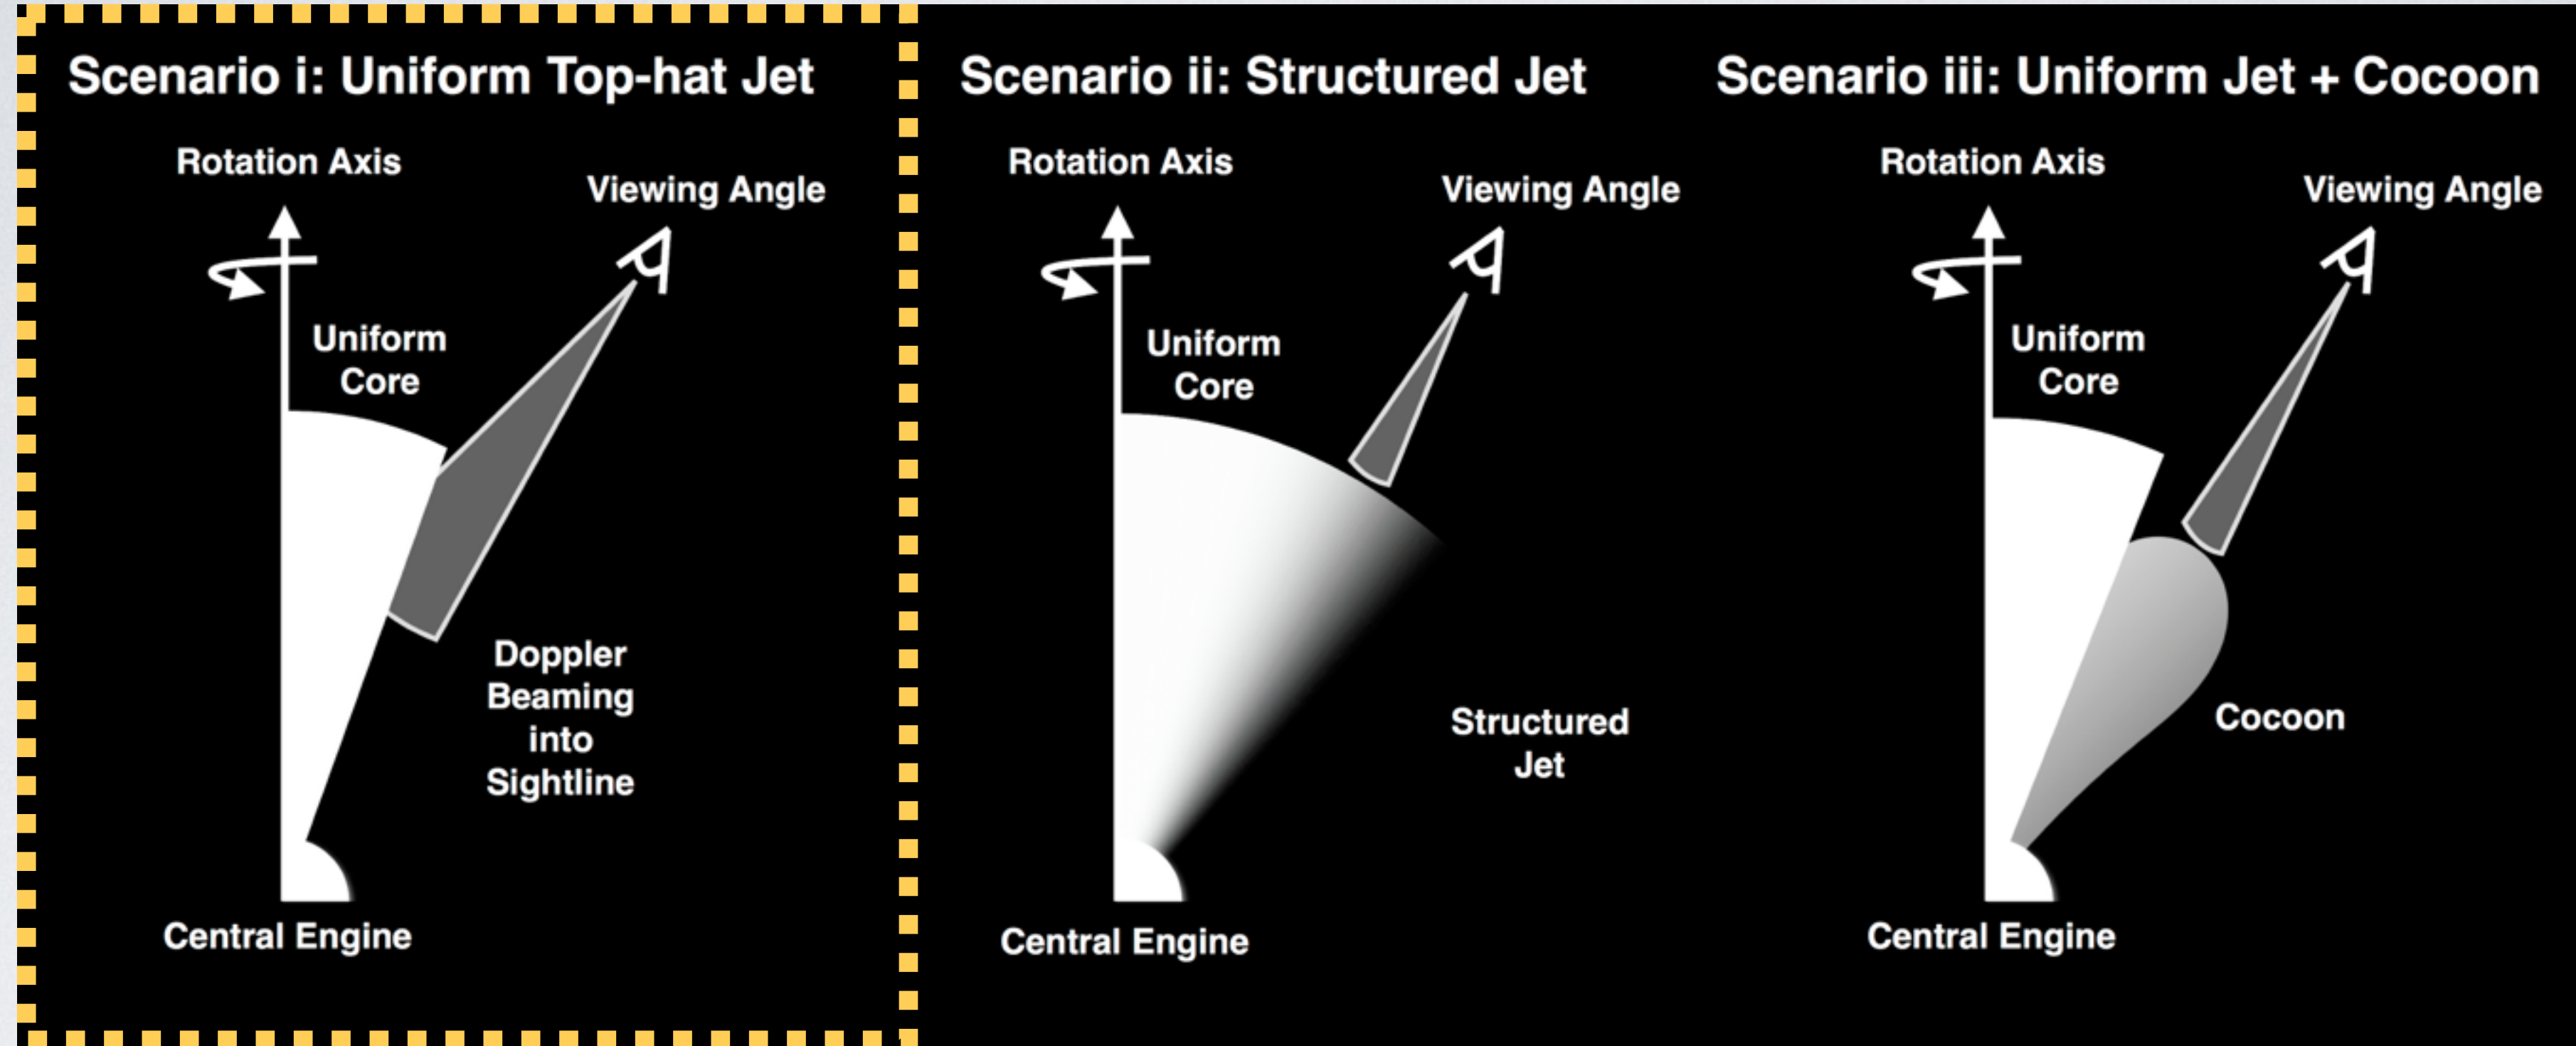 Scenario i: Uniform Top-hat Jet
Rotation Axis
Viewing Angle
Uniform
Core
Doppler
Beaming
into
Sightline
Central Engine
Scenario ii: Structured Jet
Rotation Axis
Viewing Angle
Uniform
Core
Structured
Jet
Central Engine
Scenario iii: Uniform Jet + Cocoon
Rotation Axis
Viewing Angle
Uniform
Core
Cocoon
Central Engine